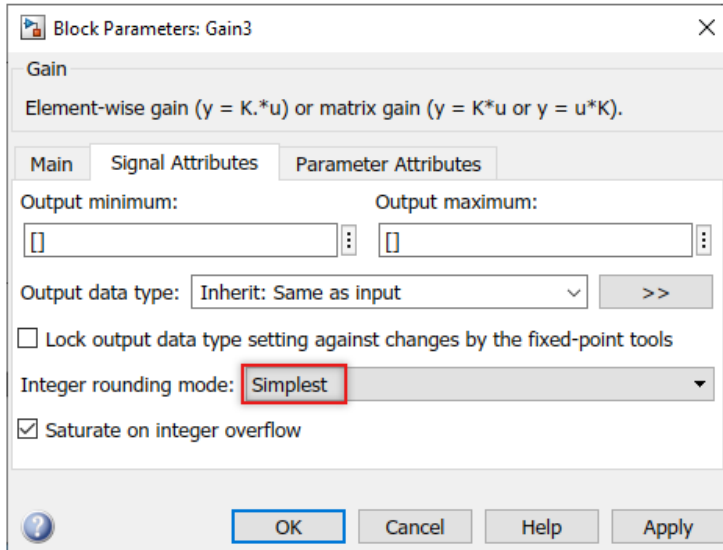 Block Parameters: Gain3
Gain
Element-wise gain (y = K.*u) or matrix gain (y = K*u or y = u*K).
Main Signal Attributes Parameter Attributes
Output minimum: Output maximum:
[] []
Output data type: Inherit: Same as input >>
Lock output data type setting against changes by the fixed-point tools
Integer rounding mode: Simplest
Saturate on integer overflow
? OK Cancel Help Apply